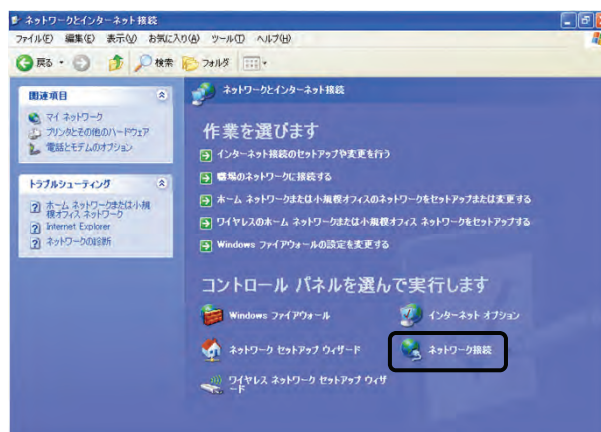 ネットワークとインターネット接続
ファイル(F) 編集(E) 表示(V) お気に入り(A) ツール(T) ヘルプ(H)
戻る 検索 フォルダ
関連項目
マイ ネットワーク
プリンタとその他のハードウェア
電話とモデムのオプション
トラブルシューティング
ホーム ネットワークまたは小規
模オフィス ネットワーク
Internet Explorer
ネットワークの診断
ネットワークとインターネット接続
作業を選びます
インターネット接続のセットアップや変更を行う
職場のネットワークに接続する
ホーム ネットワークまたは小規模オフィスのネットワークをセットアップまたは変更する
ワイヤレスのホーム ネットワークまたは小規模オフィス ネットワークをセットアップする
Windows ファイアウォールの設定を変更する
コントロール パネルを選んで実行します
Windows ファイアウォール インターネット オプション
ネットワーク セットアップ ウィザード ネットワーク接続
ワイヤレス ネットワーク セットアップ ウィザ
ード